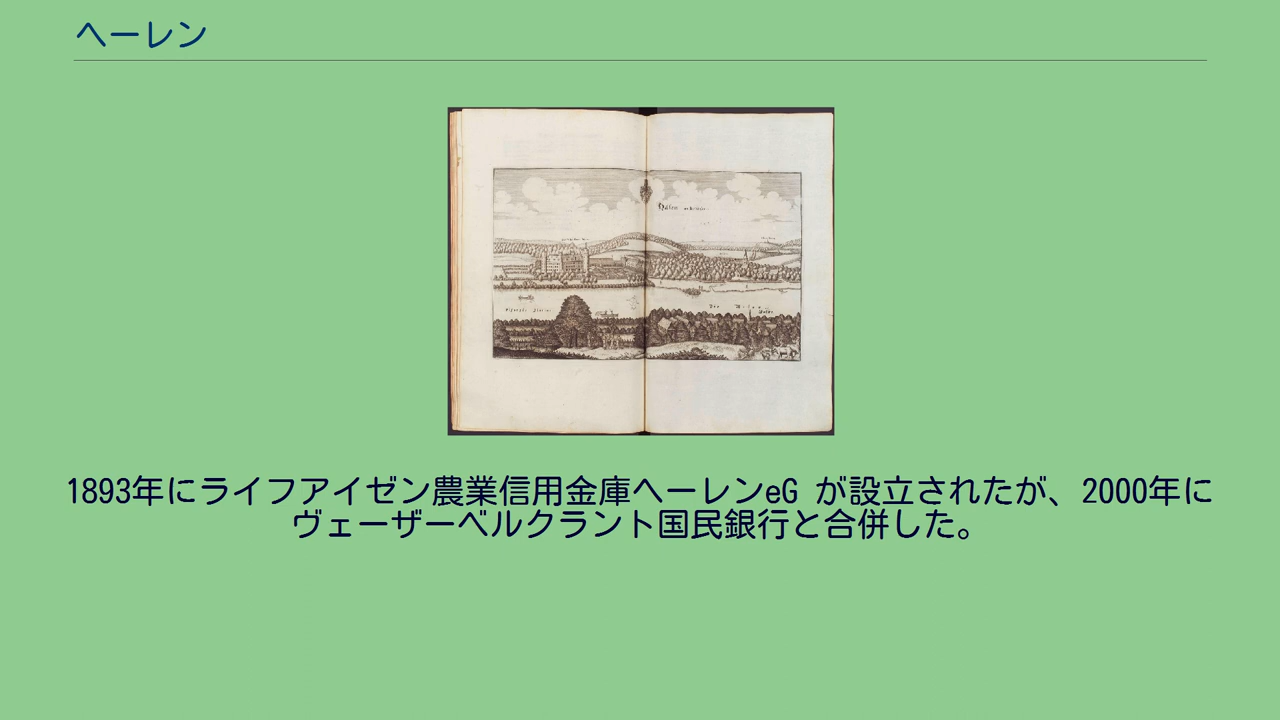 ヘーレン
1893年にライフアイゼン農業信用金庫ヘーレンeG が設立されたが、2000年に
ヴェーザーベルクラント国民銀行と合併した。